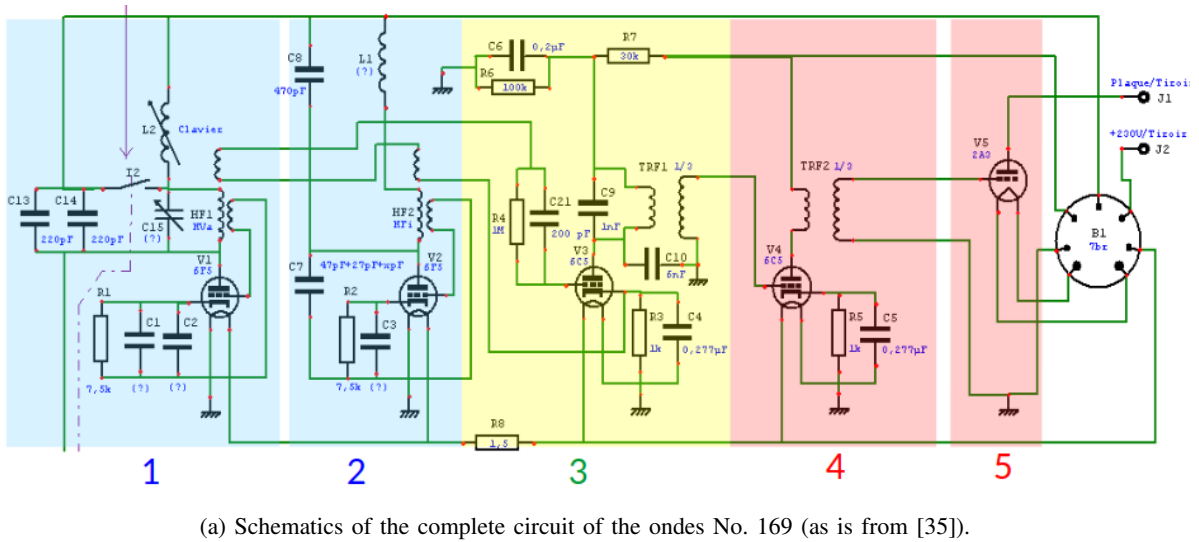 C6 0,2µF
R7
30k
C8
470pF
L1
(?)
R6
100k
Plaque/Tiroir
J1
+230V/Tiroir
J2
L2 Clavier
V5
2A3
I2
TRF1 1/3
TRF2 1/3
C13
220pF
C14
220pF
C15
(?)
HF1
HVa
HF2
HFi
R4
1M
C21
200 pF
C9
1nF
C10
6nF
B1
7br
V1
6F5
C7
47pF+27pF+xpF
V2
6F5
V3
6C5
V4
6C5
R1
7,5k
C1
(?)
C2
(?)
R2
7,5k
C3
(?)
R3
1k
C4
0,277µF
R5
1k
C5
0,277µF
R8
1,5
1 2 3 4 5
(a) Schematics of the complete circuit of the ondes No. 169 (as is from [35]).